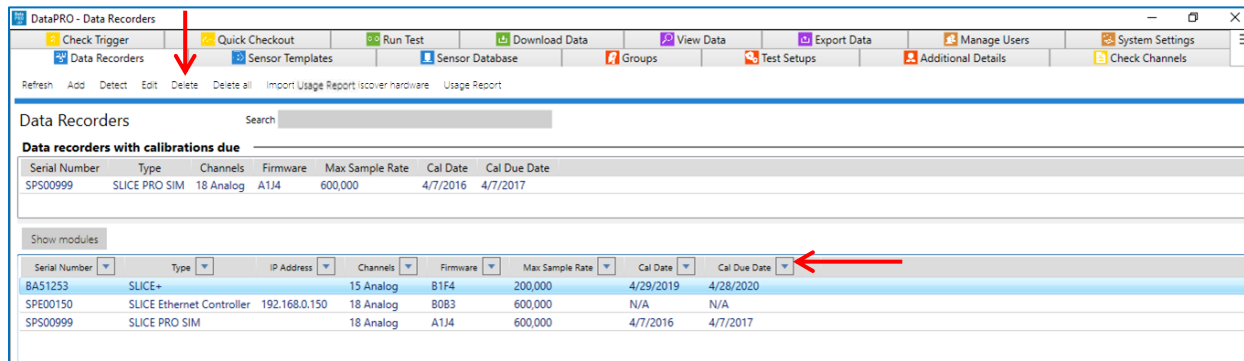 DataPRO - Data Recorders
Check Trigger Quick Checkout Run Test Download Data View Data Export Data Manage Users System Settings
Data Recorders Sensor Templates Sensor Database Groups Test Setups Additional Details Check Channels
Refresh Add Detect Edit Delete Delete all Import Usage Report iscover hardware Usage Report
Data Recorders Search
Data recorders with calibrations due
Serial Number Type Channels Firmware Max Sample Rate Cal Date Cal Due Date
SPS00999 SLICE PRO SIM 18 Analog A1J4 600,000 4/7/2016 4/7/2017
Show modules
Serial Number Type IP Address Channels Firmware Max Sample Rate Cal Date Cal Due Date
BA51253 SLICE+ 15 Analog B1F4 200,000 4/29/2019 4/28/2020
SPE00150 SLICE Ethernet Controller 192.168.0.150 18 Analog B0B3 600,000 N/A N/A
SPS00999 SLICE PRO SIM 18 Analog A1J4 600,000 4/7/2016 4/7/2017